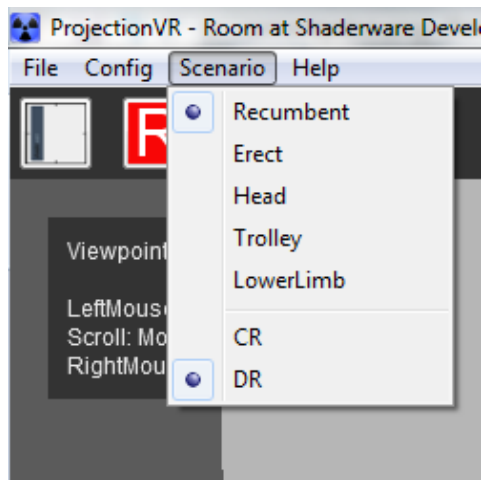 ProjectionVR - Room at Shaderware Devel
File Config Scenario Help
R
Recumbent
Erect
Head
Trolley
LowerLimb
CR
DR
Viewpoint
LeftMous
Scroll: Mo
RightMou